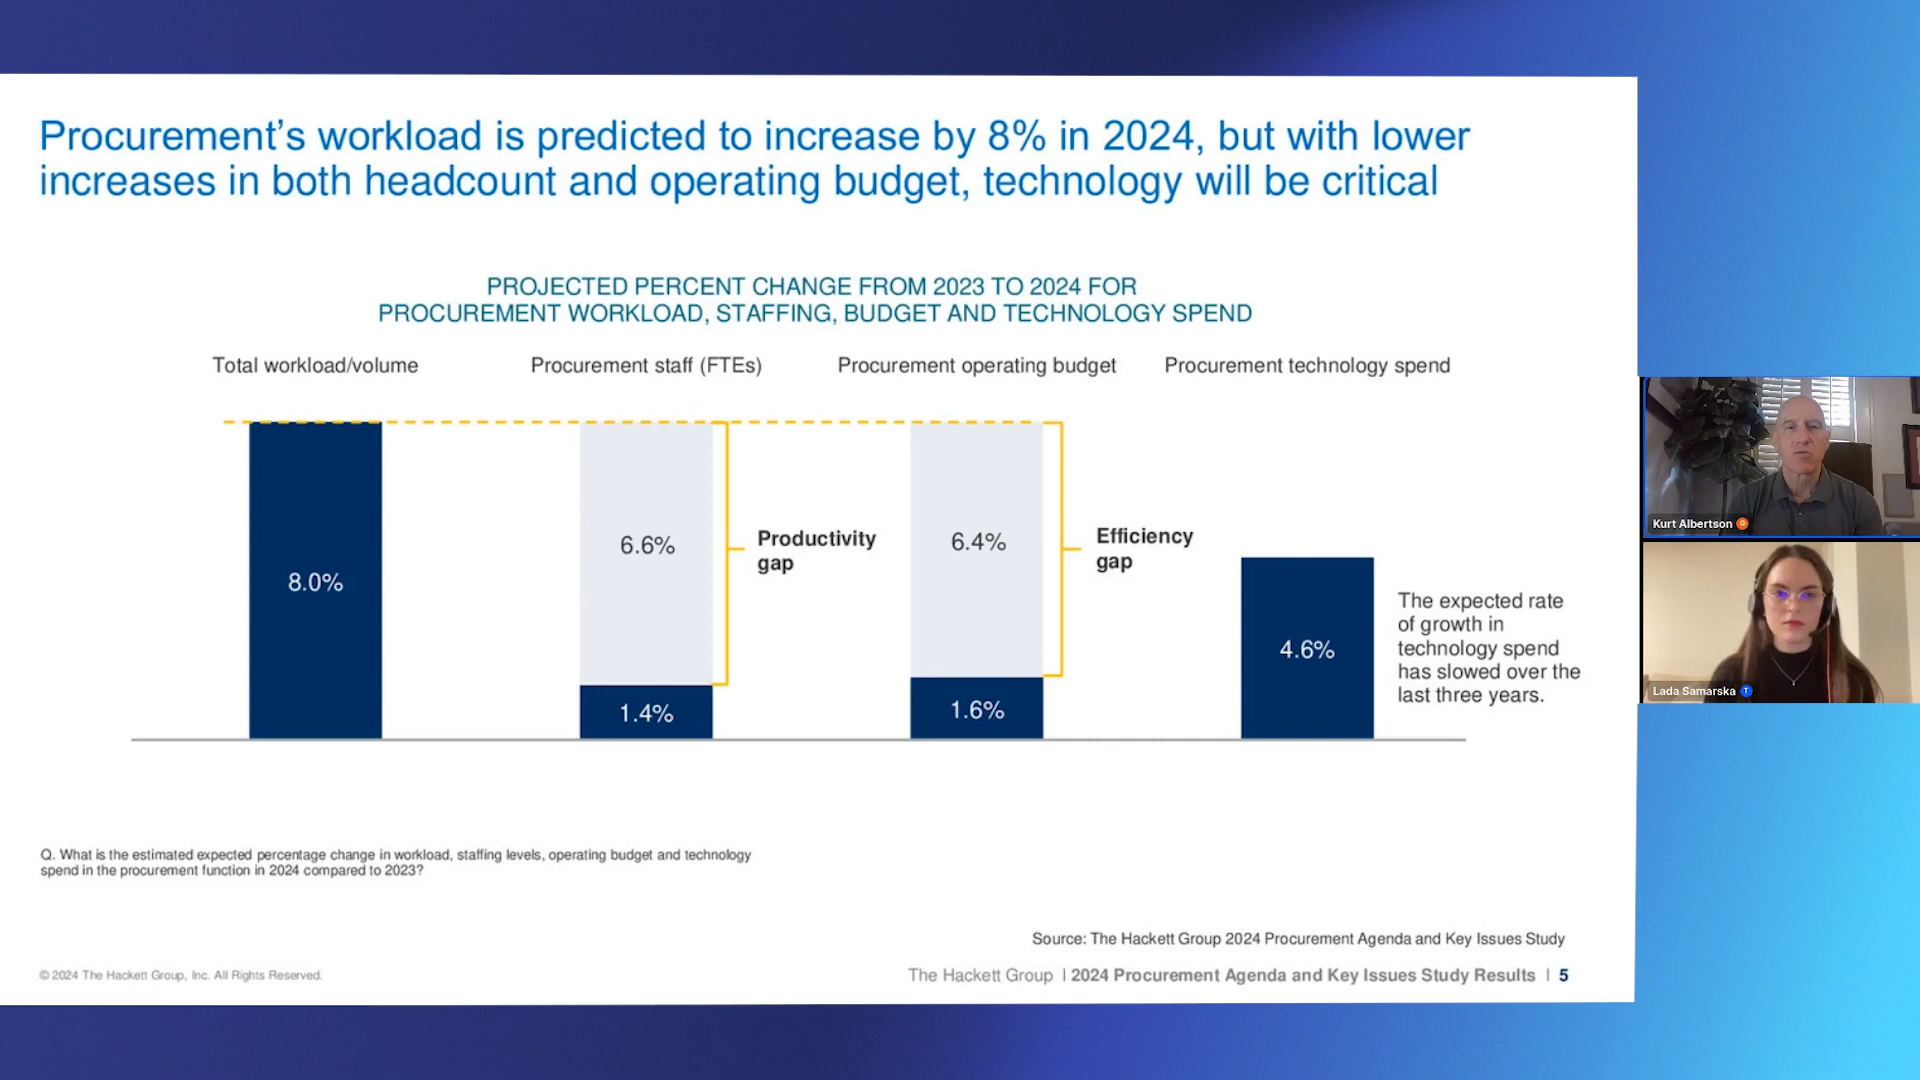 Procurement’s workload is predicted to increase by 8% in 2024, but with lower
increases in both headcount and operating budget, technology will be critical
PROJECTED PERCENT CHANGE FROM 2023 TO 2024 FOR
PROCUREMENT WORKLOAD, STAFFING, BUDGET AND TECHNOLOGY SPEND
Total workload/volume
Procurement staff (FTEs)
Procurement operating budget
Procurement technology spend
8.0%
6.6%
1.4%
Productivity
gap
6.4%
1.6%
Efficiency
gap
4.6%
The expected rate
of growth in
technology spend
has slowed over the
last three years.
Kurt Albertson
Lada Samarska
T
Q. What is the estimated expected percentage change in workload, staffing levels, operating budget and technology
spend in the procurement function in 2024 compared to 2023?
Source: The Hackett Group 2024 Procurement Agenda and Key Issues Study
© 2024 The Hackett Group, Inc. All Rights Reserved.
The Hackett Group | 2024 Procurement Agenda and Key Issues Study Results | 5